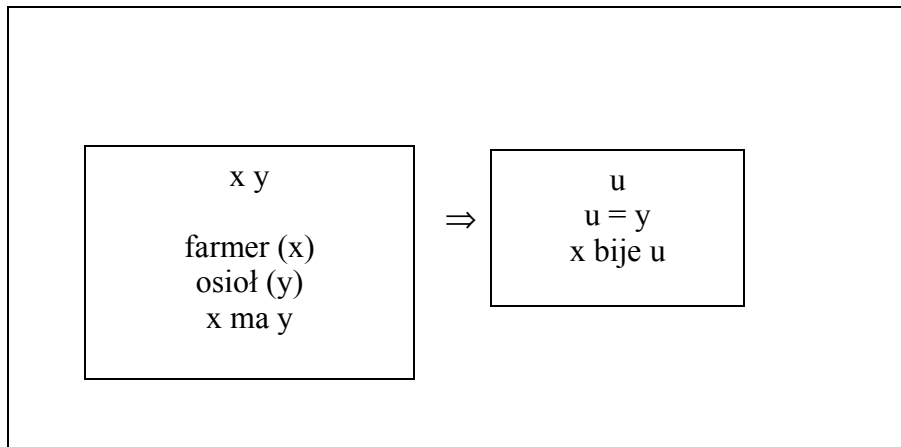 x y
farmer (x)
osioł (y)
x ma y
⇒
u
u = y
x bije u